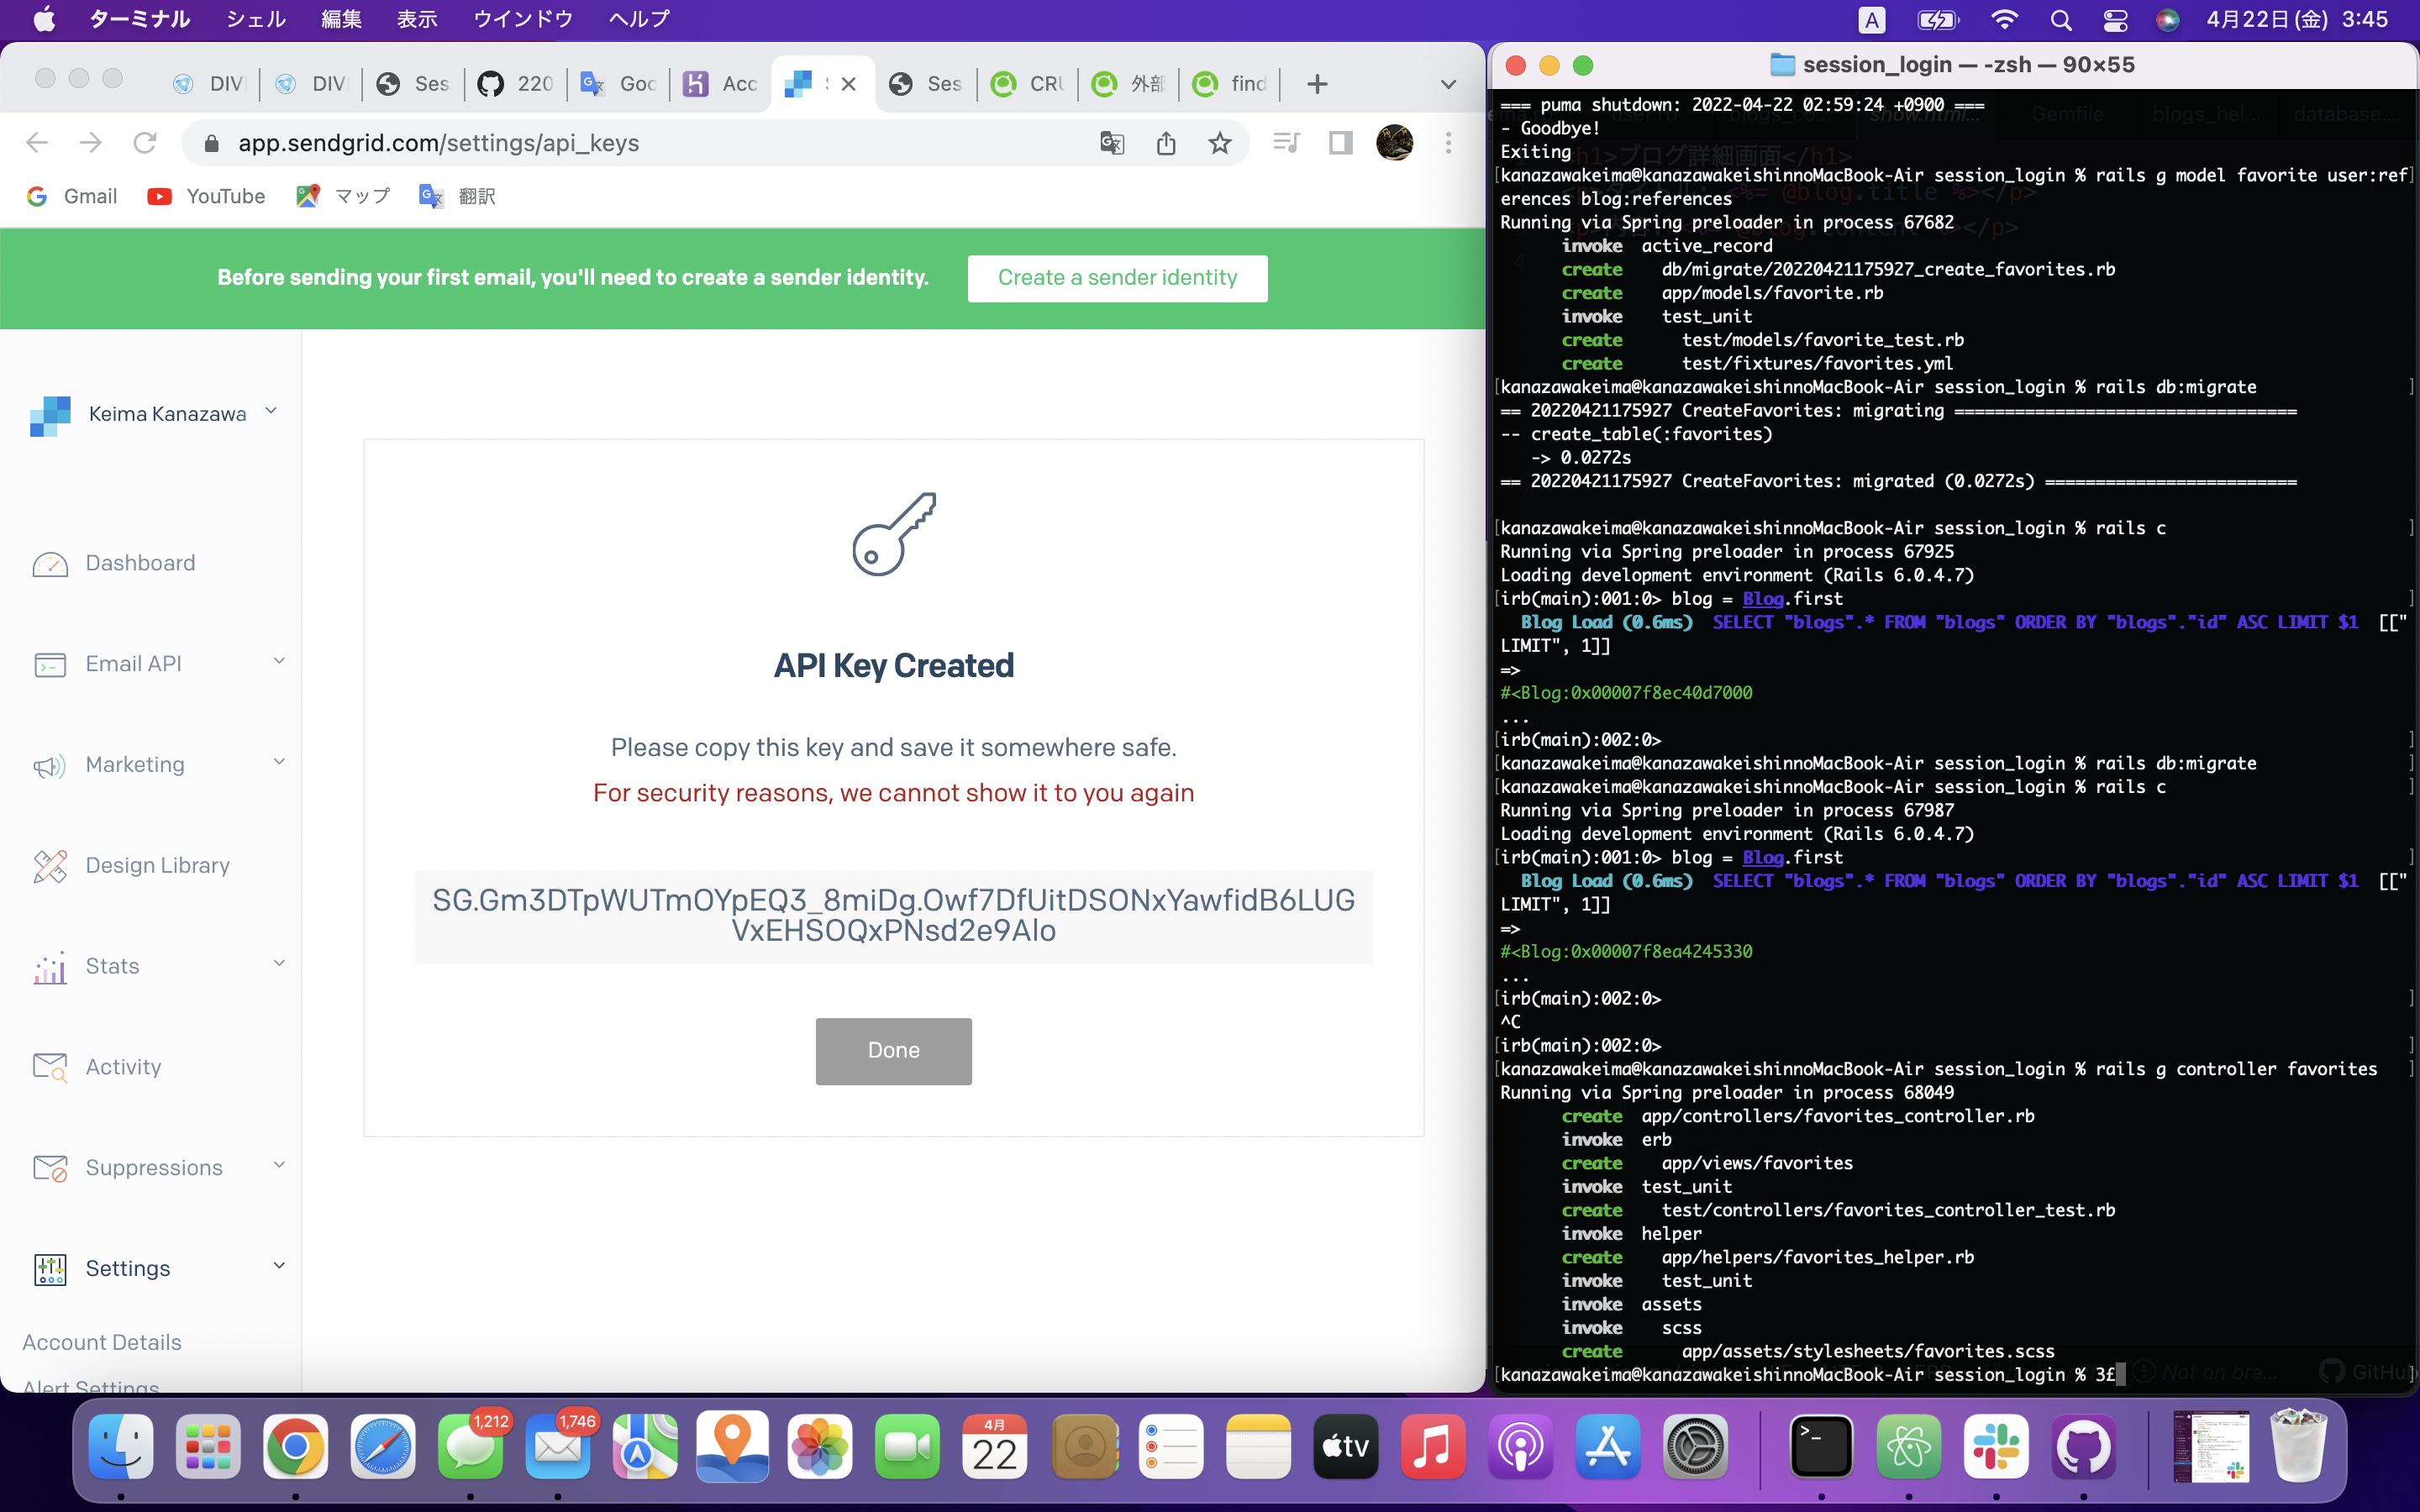 ターミナル シェル 編集 表示 ウインドウ ヘルプ
A 4月22日(金) 3:45
DIV DIV Ses 220 Goo Acc Ses CRU 外部 find
app.sendgrid.com/settings/api_keys
Gmail YouTube マップ 翻訳
Before sending your first email, you'll need to create a sender identity. Create a sender identity
Keima Kanazawa
Dashboard
Email API
Marketing
Design Library
Stats
Activity
Suppressions
Settings
Account Details
Alert Settings
API Key Created
Please copy this key and save it somewhere safe.
For security reasons, we cannot show it to you again
Done
session_login — -zsh — 90×55
=== puma shutdown: 2022-04-22 02:59:24 +0900 ===
- Goodbye!
Exiting
kanazawakeima@kanazawakeishinnoMacBook-Air session_login % rails g model favorite user:ref
erences blog:references
Running via Spring preloader in process 67682
invoke active_record
create db/migrate/20220421175927_create_favorites.rb
create app/models/favorite.rb
invoke test_unit
create test/models/favorite_test.rb
create test/fixtures/favorites.yml
kanazawakeima@kanazawakeishinnoMacBook-Air session_login % rails db:migrate
== 20220421175927 CreateFavorites: migrating ==================================
-- create_table(:favorites)
-> 0.0272s
== 20220421175927 CreateFavorites: migrated (0.0272s) =========================
kanazawakeima@kanazawakeishinnoMacBook-Air session_login % rails c
Running via Spring preloader in process 67925
Loading development environment (Rails 6.0.4.7)
irb(main):001:0> blog = Blog.first
Blog Load (0.6ms) SELECT "blogs".* FROM "blogs" ORDER BY "blogs"."id" ASC LIMIT $1 [["
LIMIT", 1]]
=>
#<Blog:0x00007f8ec40d7000
...
irb(main):002:0>
kanazawakeima@kanazawakeishinnoMacBook-Air session_login % rails db:migrate
kanazawakeima@kanazawakeishinnoMacBook-Air session_login % rails c
Running via Spring preloader in process 67987
Loading development environment (Rails 6.0.4.7)
irb(main):001:0> blog = Blog.first
Blog Load (0.6ms) SELECT "blogs".* FROM "blogs" ORDER BY "blogs"."id" ASC LIMIT $1 [["
LIMIT", 1]]
=>
#<Blog:0x00007f8ea4245330
...
irb(main):002:0>
^C
irb(main):002:0>
kanazawakeima@kanazawakeishinnoMacBook-Air session_login % rails g controller favorites
Running via Spring preloader in process 68049
create app/controllers/favorites_controller.rb
invoke erb
create app/views/favorites
invoke test_unit
create test/controllers/favorites_controller_test.rb
invoke helper
create app/helpers/favorites_helper.rb
invoke test_unit
invoke assets
invoke scss
create app/assets/stylesheets/favorites.scss
kanazawakeima@kanazawakeishinnoMacBook-Air session_login % 3£
1,212 1,746 4月 22 tv